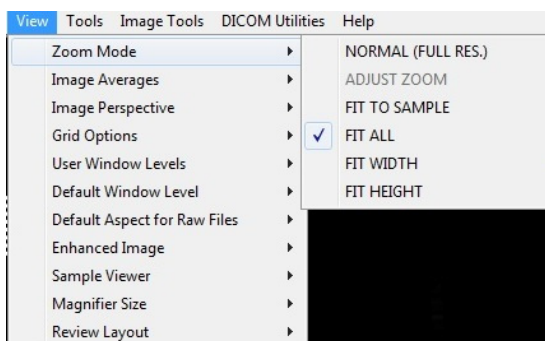 View Tools Image Tools DICOM Utilities Help
Zoom Mode
Image Averages
Image Perspective
Grid Options
User Window Levels
Default Window Level
Default Aspect for Raw Files
Enhanced Image
Sample Viewer
Magnifier Size
Review Layout
NORMAL (FULL RES.)
ADJUST ZOOM
FIT TO SAMPLE
FIT ALL
FIT WIDTH
FIT HEIGHT